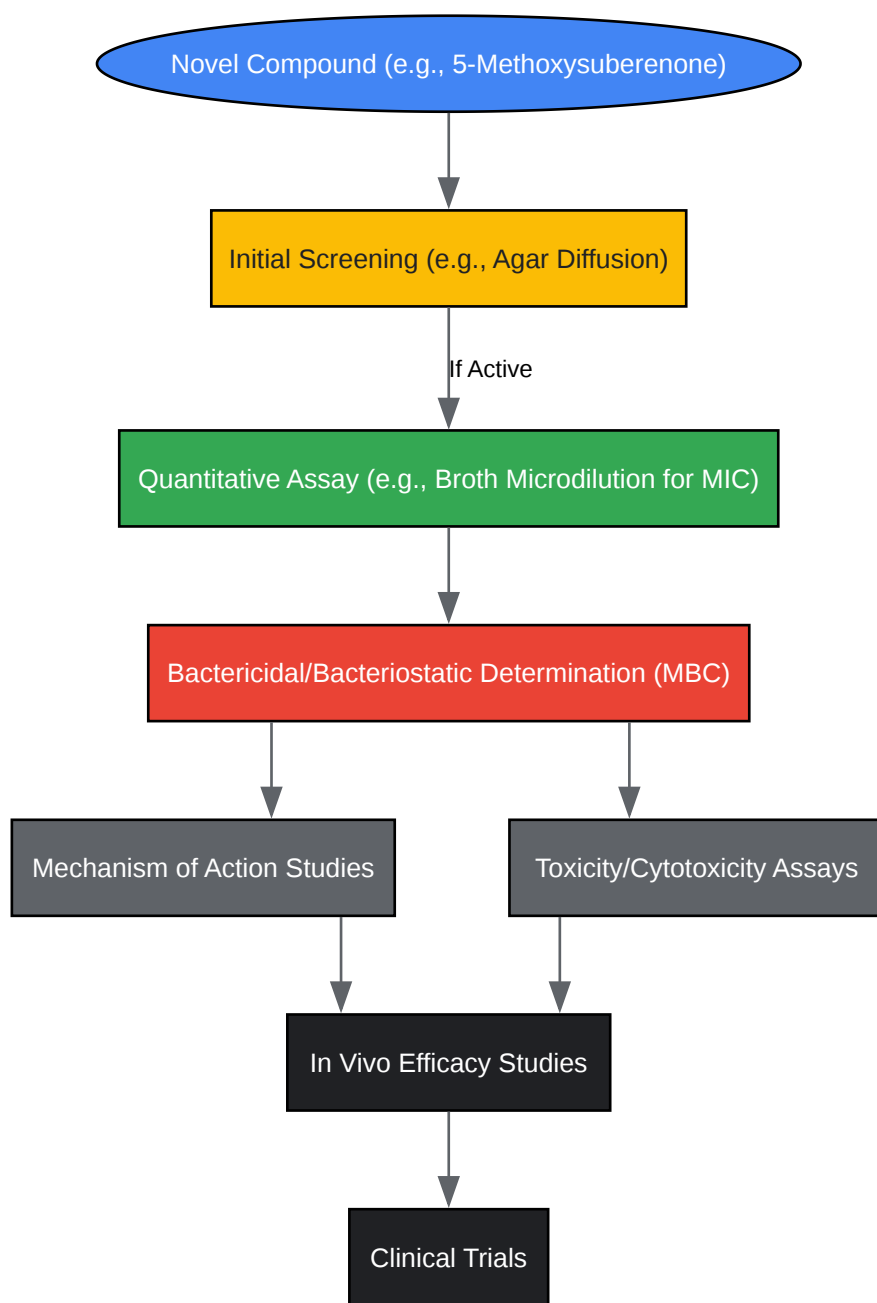 Novel Compound (e.g., 5-Methoxysuberenone)
Initial Screening (e.g., Agar Diffusion)
If Active
Quantitative Assay (e.g., Broth Microdilution for MIC)
Bactericidal/Bacteriostatic Determination (MBC)
Mechanism of Action Studies
Toxicity/Cytotoxicity Assays
In Vivo Efficacy Studies
Clinical Trials